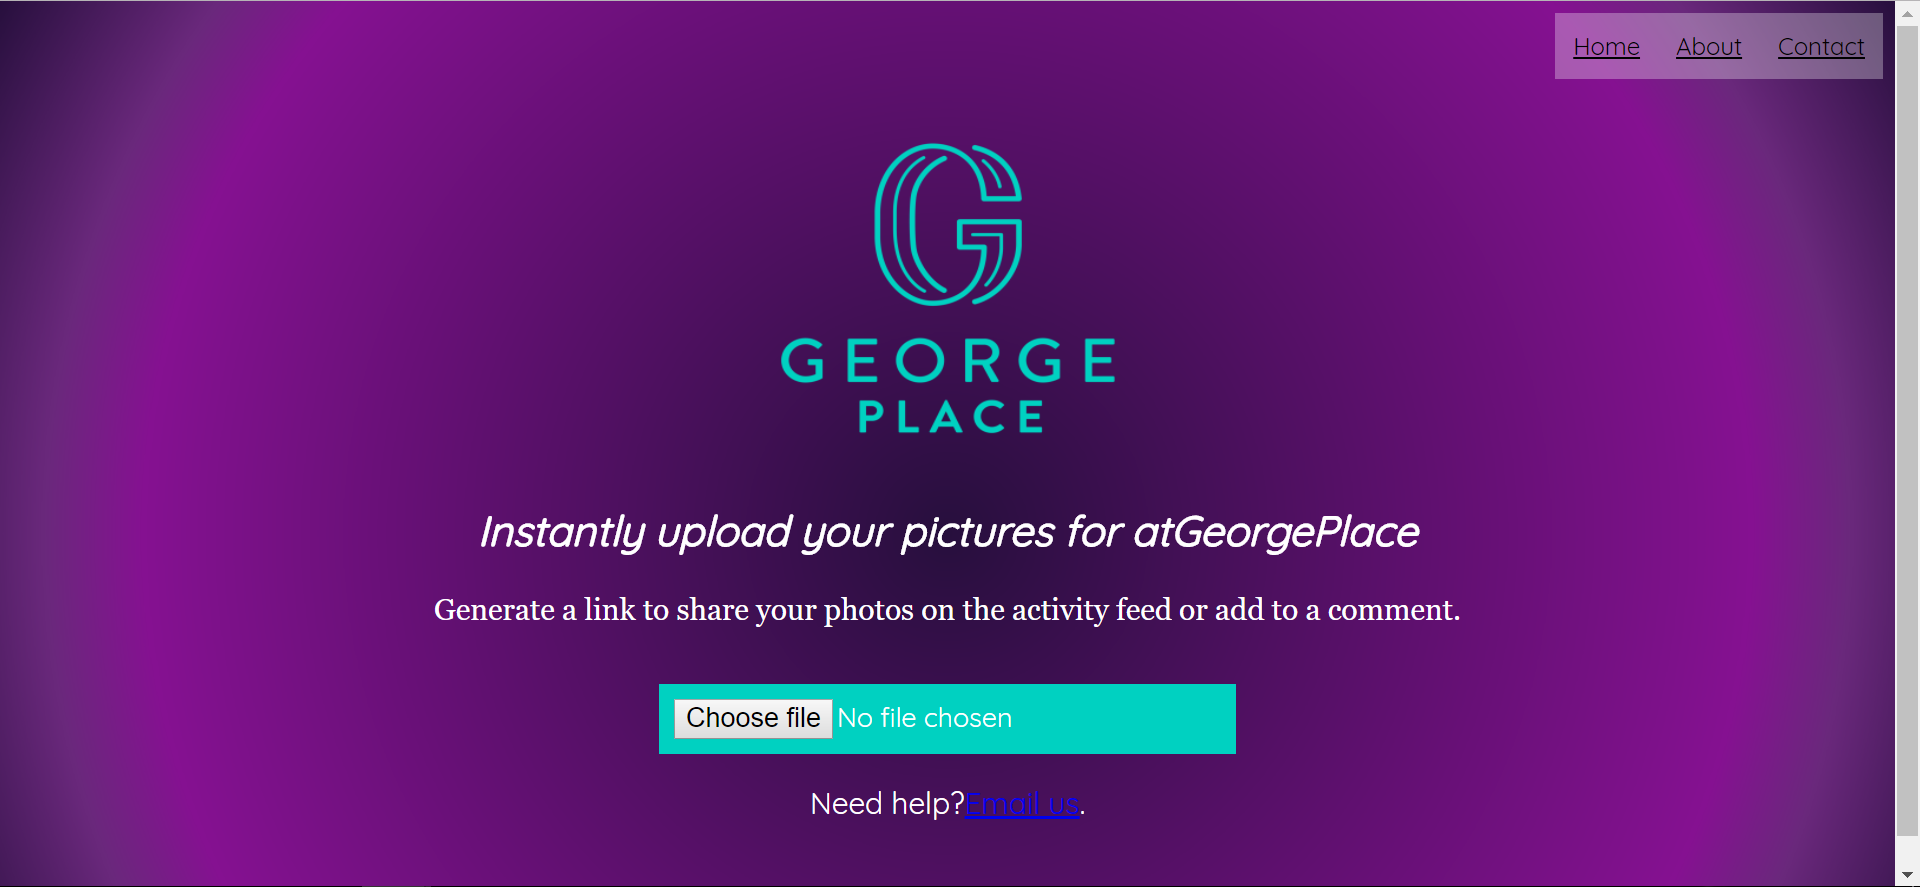 Home About Contact
G
GEORGE
PLACE
Instantly upload your pictures for atGeorgePlace
Generate a link to share your photos on the activity feed or add to a comment.
Choose file No file chosen
Need help?Email us.